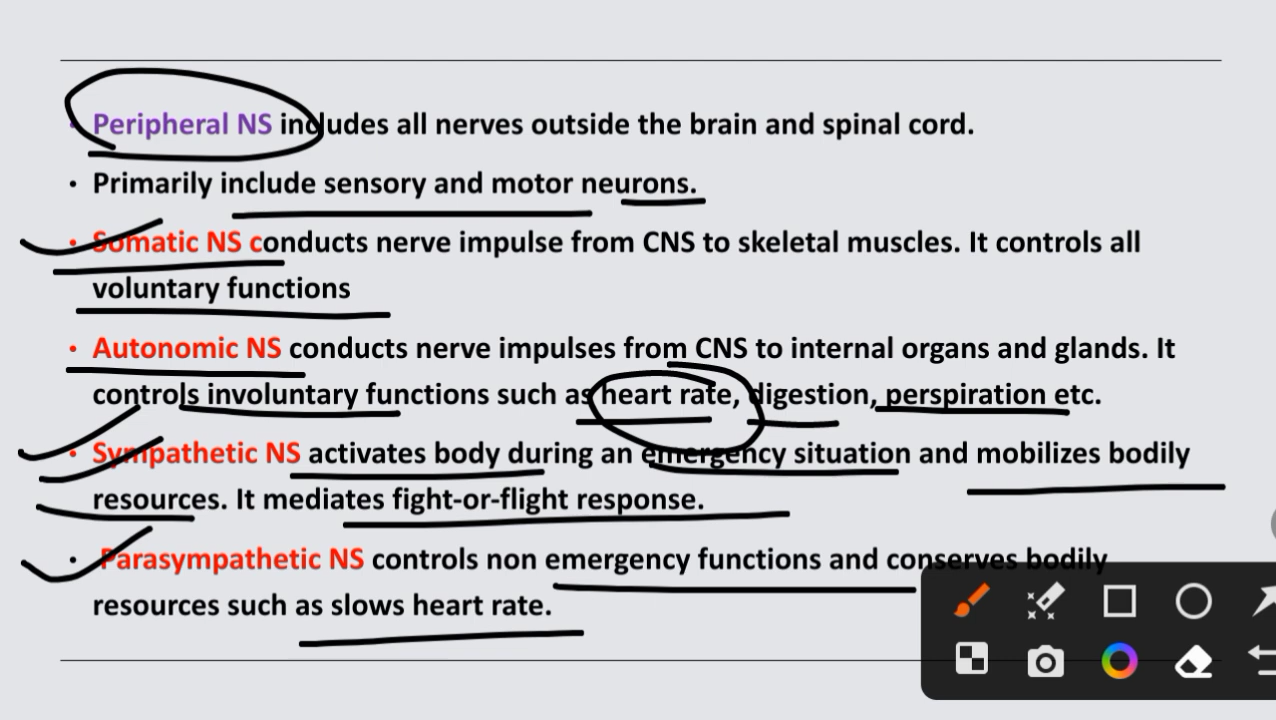 • Peripheral NS includes all nerves outside the brain and spinal cord.
• Primarily include sensory and motor neurons.
• Somatic NS conducts nerve impulse from CNS to skeletal muscles. It controls all
voluntary functions
• Autonomic NS conducts nerve impulses from CNS to internal organs and glands. It
controls involuntary functions such as heart rate, digestion, perspiration etc.
• Sympathetic NS activates body during an emergency situation and mobilizes bodily
resources. It mediates fight-or-flight response.
• Parasympathetic NS controls non emergency functions and conserves bodily
resources such as slows heart rate.